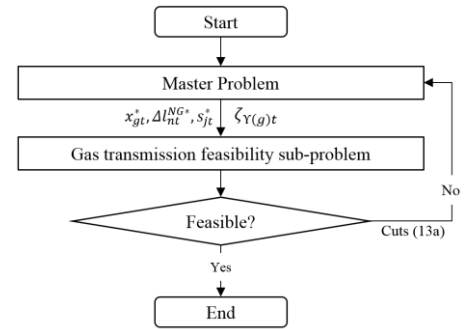 Start
Master Problem
x*gt, Δl^{NG*}_{nt}, s*jt ζΥ(g)t
Gas transmission feasibility sub-problem
Feasible?
No
Cuts (13a)
Yes
End